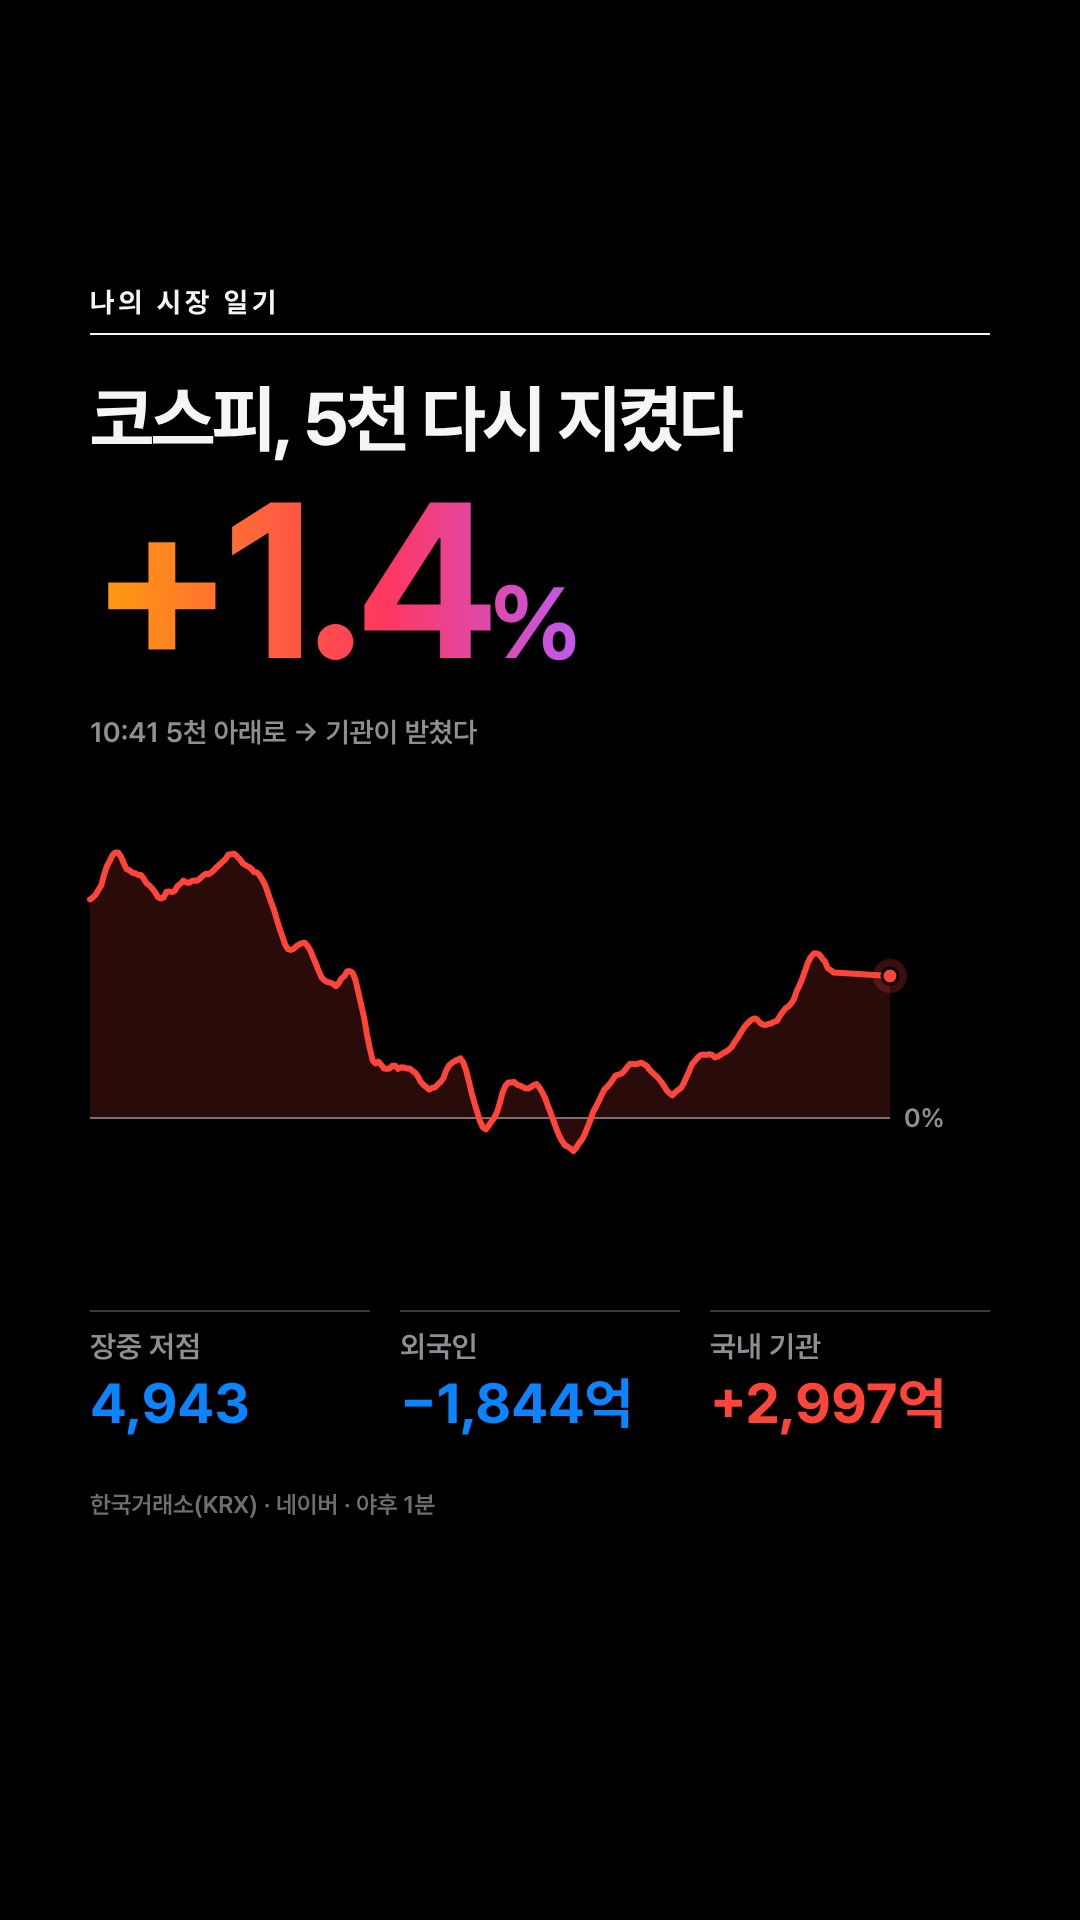 나의 시장 일기
코스피, 5천 다시 지켰다
+1.4%
10:41 5천 아래로 → 기관이 받쳤다
0%
장중 저점
4,943
외국인
−1,844억
국내 기관
+2,997억
한국거래소(KRX) · 네이버 · 야후 1분